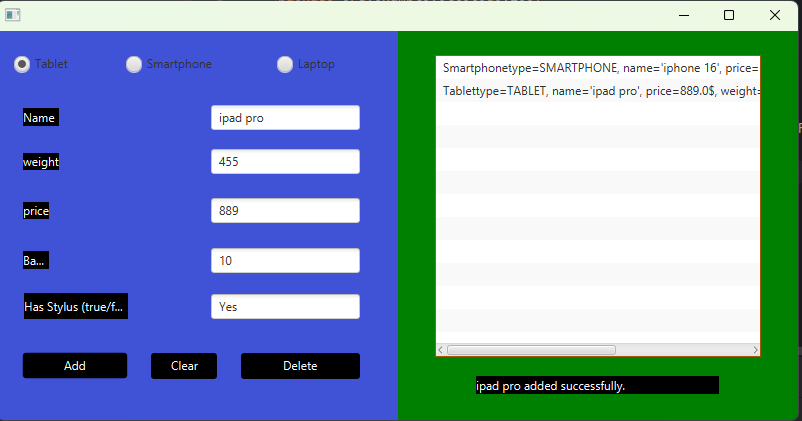 Tablet Smartphone Laptop
Name ipad pro
weight 455
price 889
Ba... 10
Has Stylus (true/f... Yes
Add Clear Delete
Smartphonetype=SMARTPHONE, name='iphone 16', price=
Tablettype=TABLET, name='ipad pro', price=889.0$, weight=
ipad pro added successfully.